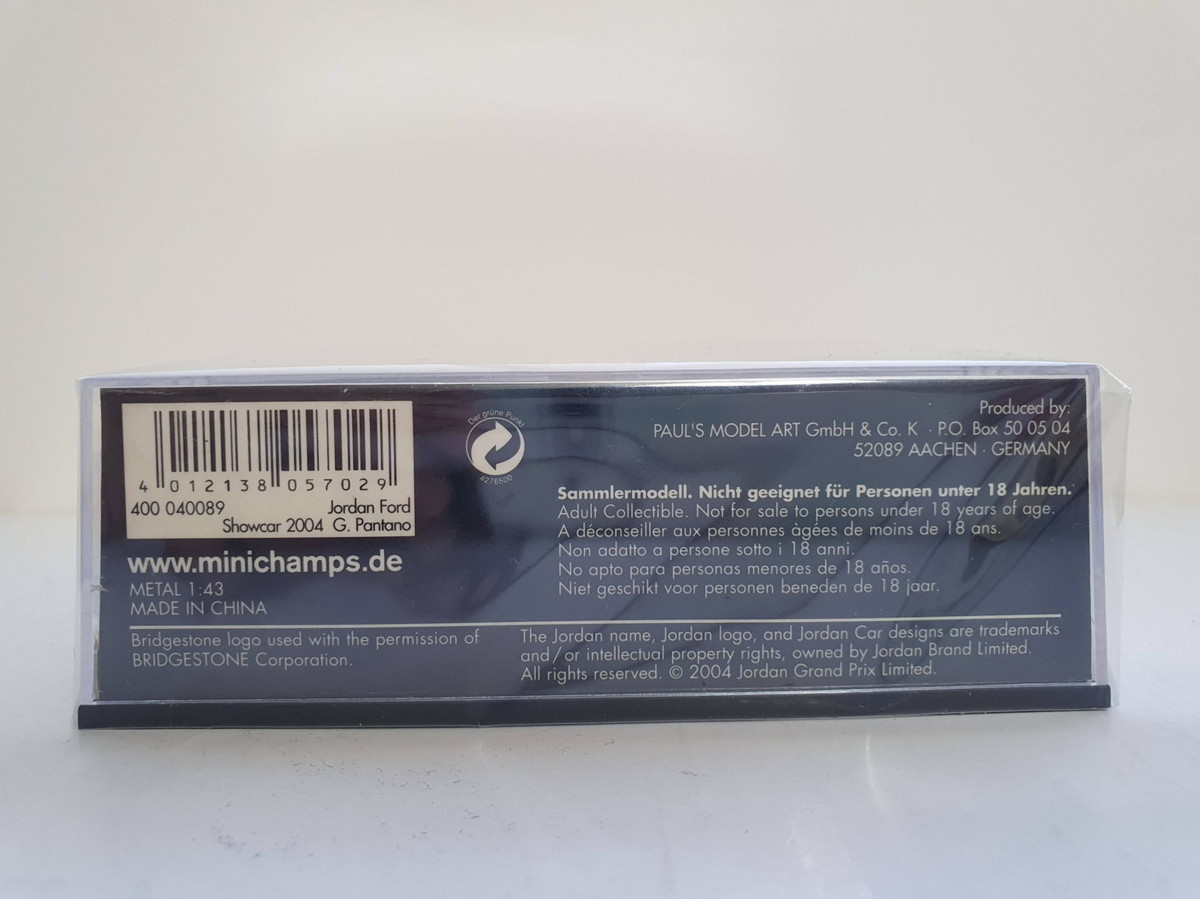 4 012138 057029
400 040089 Jordan Ford
Showcar 2004 G. Pantano
www.minichamps.de
METAL 1:43
MADE IN CHINA
Der grüne Punkt
4276500
Produced by:
PAUL'S MODEL ART GmbH & Co. K · P.O. Box 50 05 04
52089 AACHEN · GERMANY
Sammlermodell. Nicht geeignet für Personen unter 18 Jahren.
Adult Collectible. Not for sale to persons under 18 years of age.
A déconseiller aux personnes àgées de moins de 18 ans.
Non adatto a persone sotto i 18 anni.
No apto para personas menores de 18 años.
Niet geschikt voor personen beneden de 18 jaar.
Bridgestone logo used with the permission of
BRIDGESTONE Corporation.
The Jordan name, Jordan logo, and Jordan Car designs are trademarks
and/or intellectual property rights, owned by Jordan Brand Limited.
All rights reserved. © 2004 Jordan Grand Prix Limited.